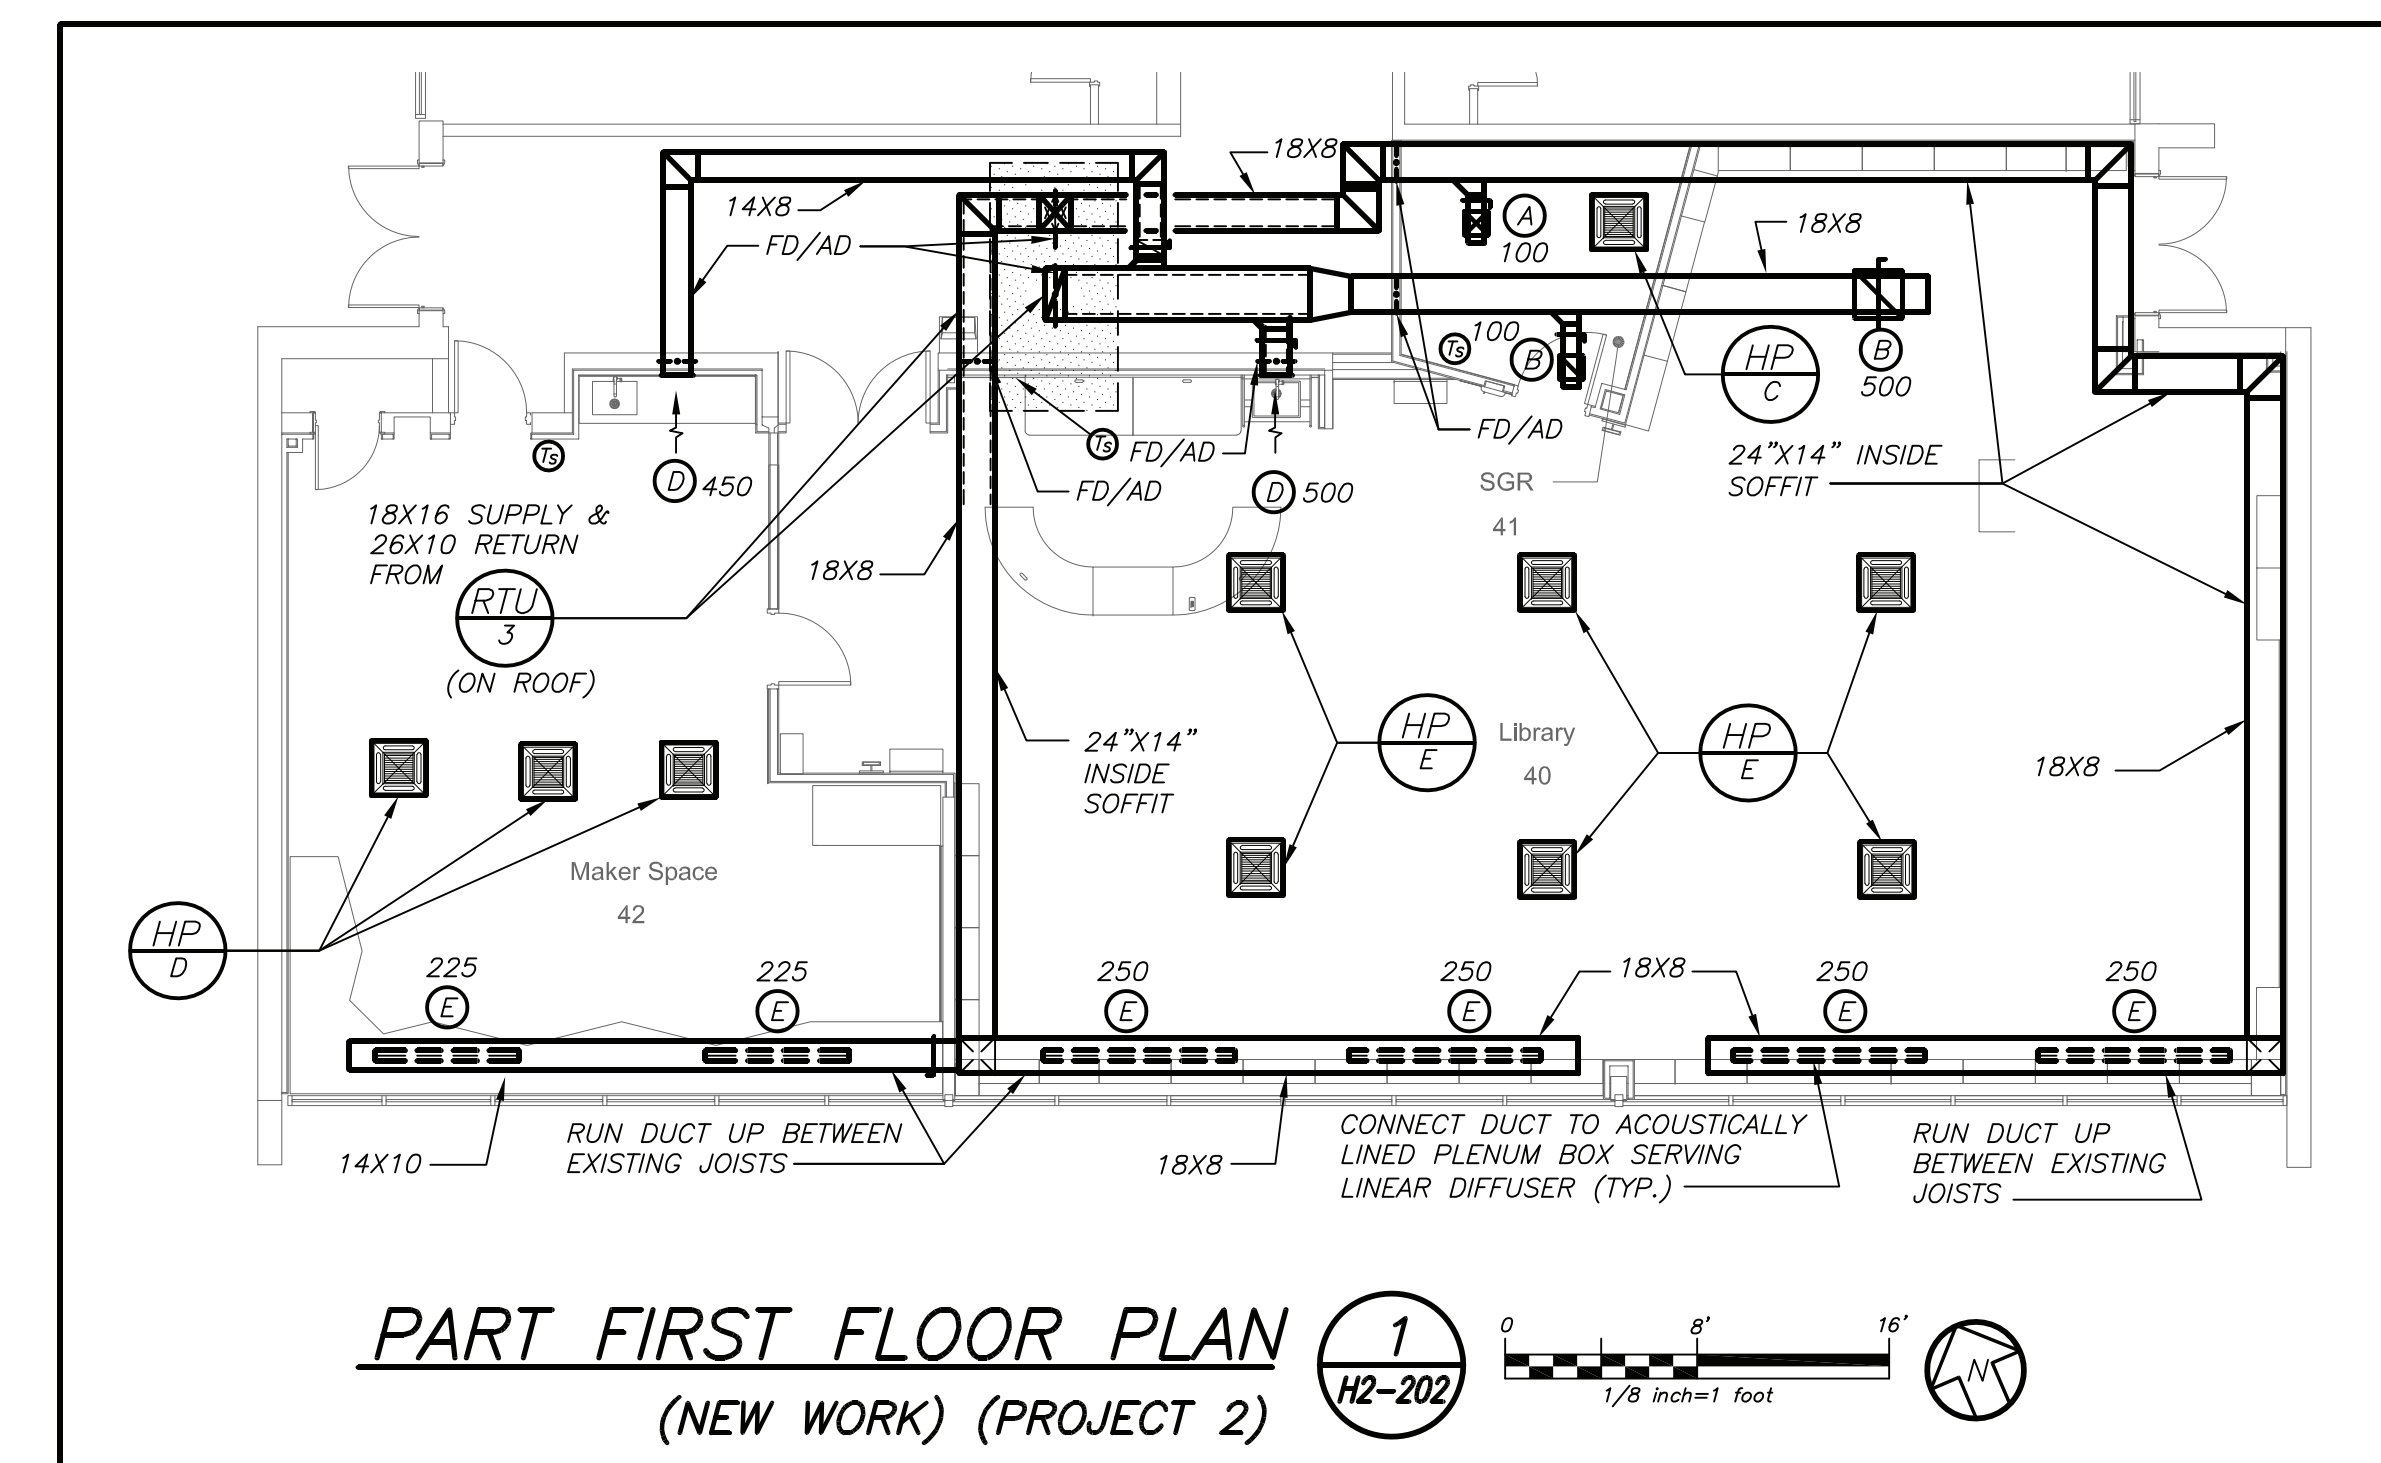 18X8
14X8
A
100
18X8
FD/AD
100
Ts
B
HP
C
B
500
FD/AD
Ts
FD/AD
24"X14" INSIDE
SOFFIT
Ts
D
450
FD/AD
D
500
SGR
41
18X16 SUPPLY &
26X10 RETURN
FROM
RTU
3
(ON ROOF)
18X8
24"X14"
INSIDE
SOFFIT
HP
E
Library
40
HP
E
18X8
Maker Space
42
HP
D
225
E
225
E
250
E
250
E
18X8
250
E
250
E
14X10
RUN DUCT UP BETWEEN
EXISTING JOISTS
18X8
CONNECT DUCT TO ACOUSTICALLY
LINED PLENUM BOX SERVING
LINEAR DIFFUSER (TYP.)
RUN DUCT UP
BETWEEN EXISTING
JOISTS
PART FIRST FLOOR PLAN
(NEW WORK) (PROJECT 2)
1
H2-202
0 8' 16'
1/8 inch=1 foot
N